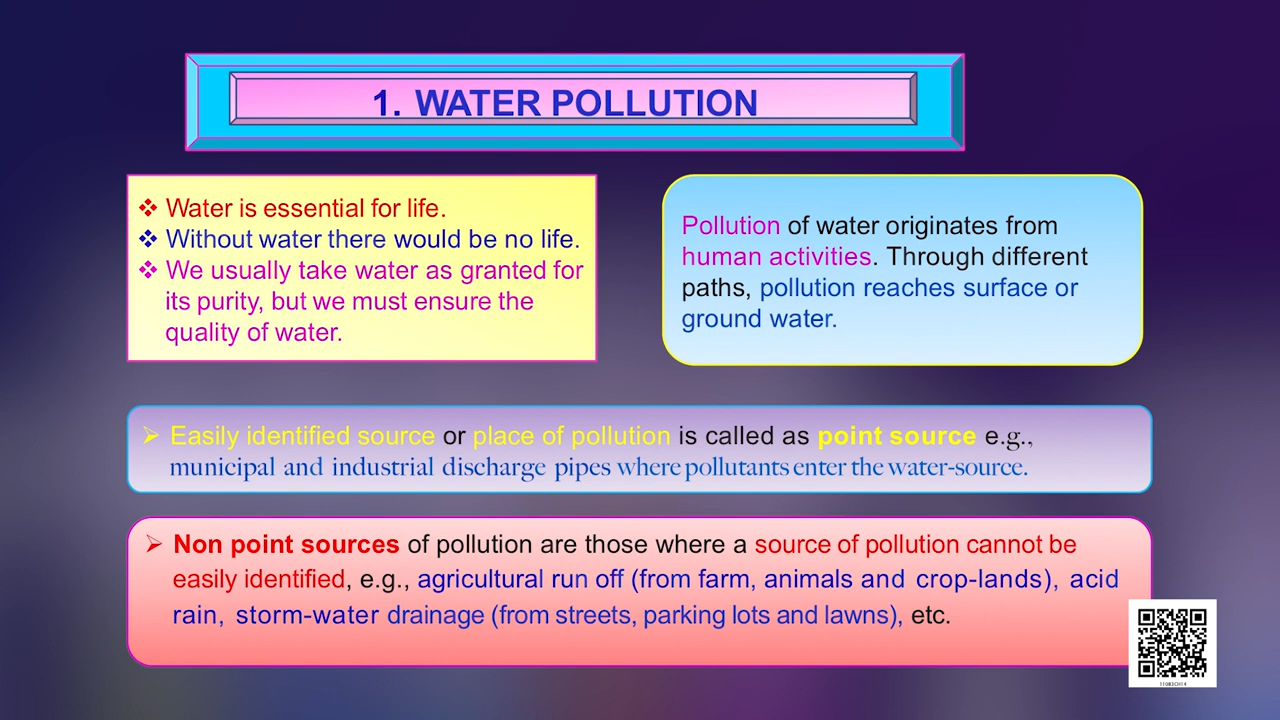 1. WATER POLLUTION
❖ Water is essential for life.
❖ Without water there would be no life.
❖ We usually take water as granted for
its purity, but we must ensure the
quality of water.
Pollution of water originates from
human activities. Through different
paths, pollution reaches surface or
ground water.
➢ Easily identified source or place of pollution is called as point source e.g.,
municipal and industrial discharge pipes where pollutants enter the water-source.
➢ Non point sources of pollution are those where a source of pollution cannot be
easily identified, e.g., agricultural run off (from farm, animals and crop-lands), acid
rain, storm-water drainage (from streets, parking lots and lawns), etc.